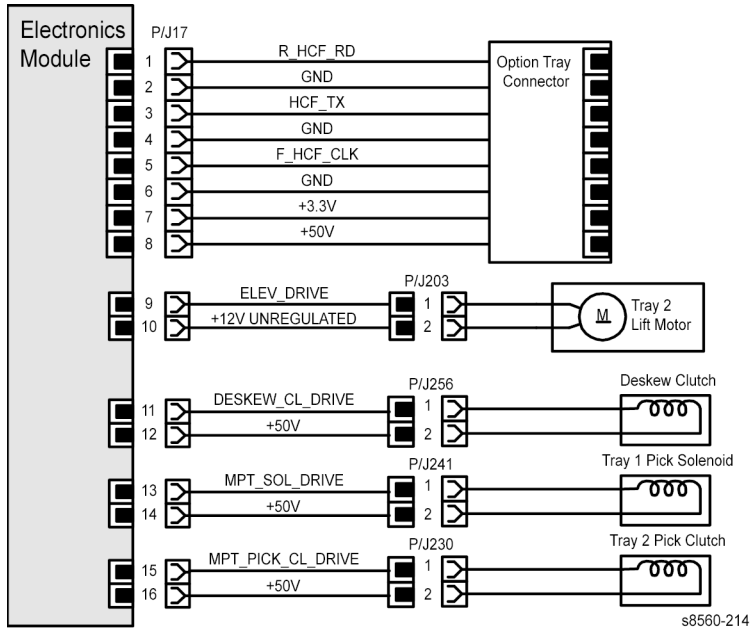 Electronics
Module
P/J17
1
R_HCF_RD
2
GND
3
HCF_TX
4
GND
5
F_HCF_CLK
6
GND
7
+3.3V
8
+50V
Option Tray
Connector
P/J203
9
ELEV_DRIVE
1
10
+12V UNREGULATED
2
M
Tray 2
Lift Motor
P/J256
Deskew Clutch
11
DESKEW_CL_DRIVE
1
12
+50V
2
P/J241
Tray 1 Pick Solenoid
13
MPT_SOL_DRIVE
1
14
+50V
2
P/J230
Tray 2 Pick Clutch
15
MPT_PICK_CL_DRIVE
1
16
+50V
2
s8560-214